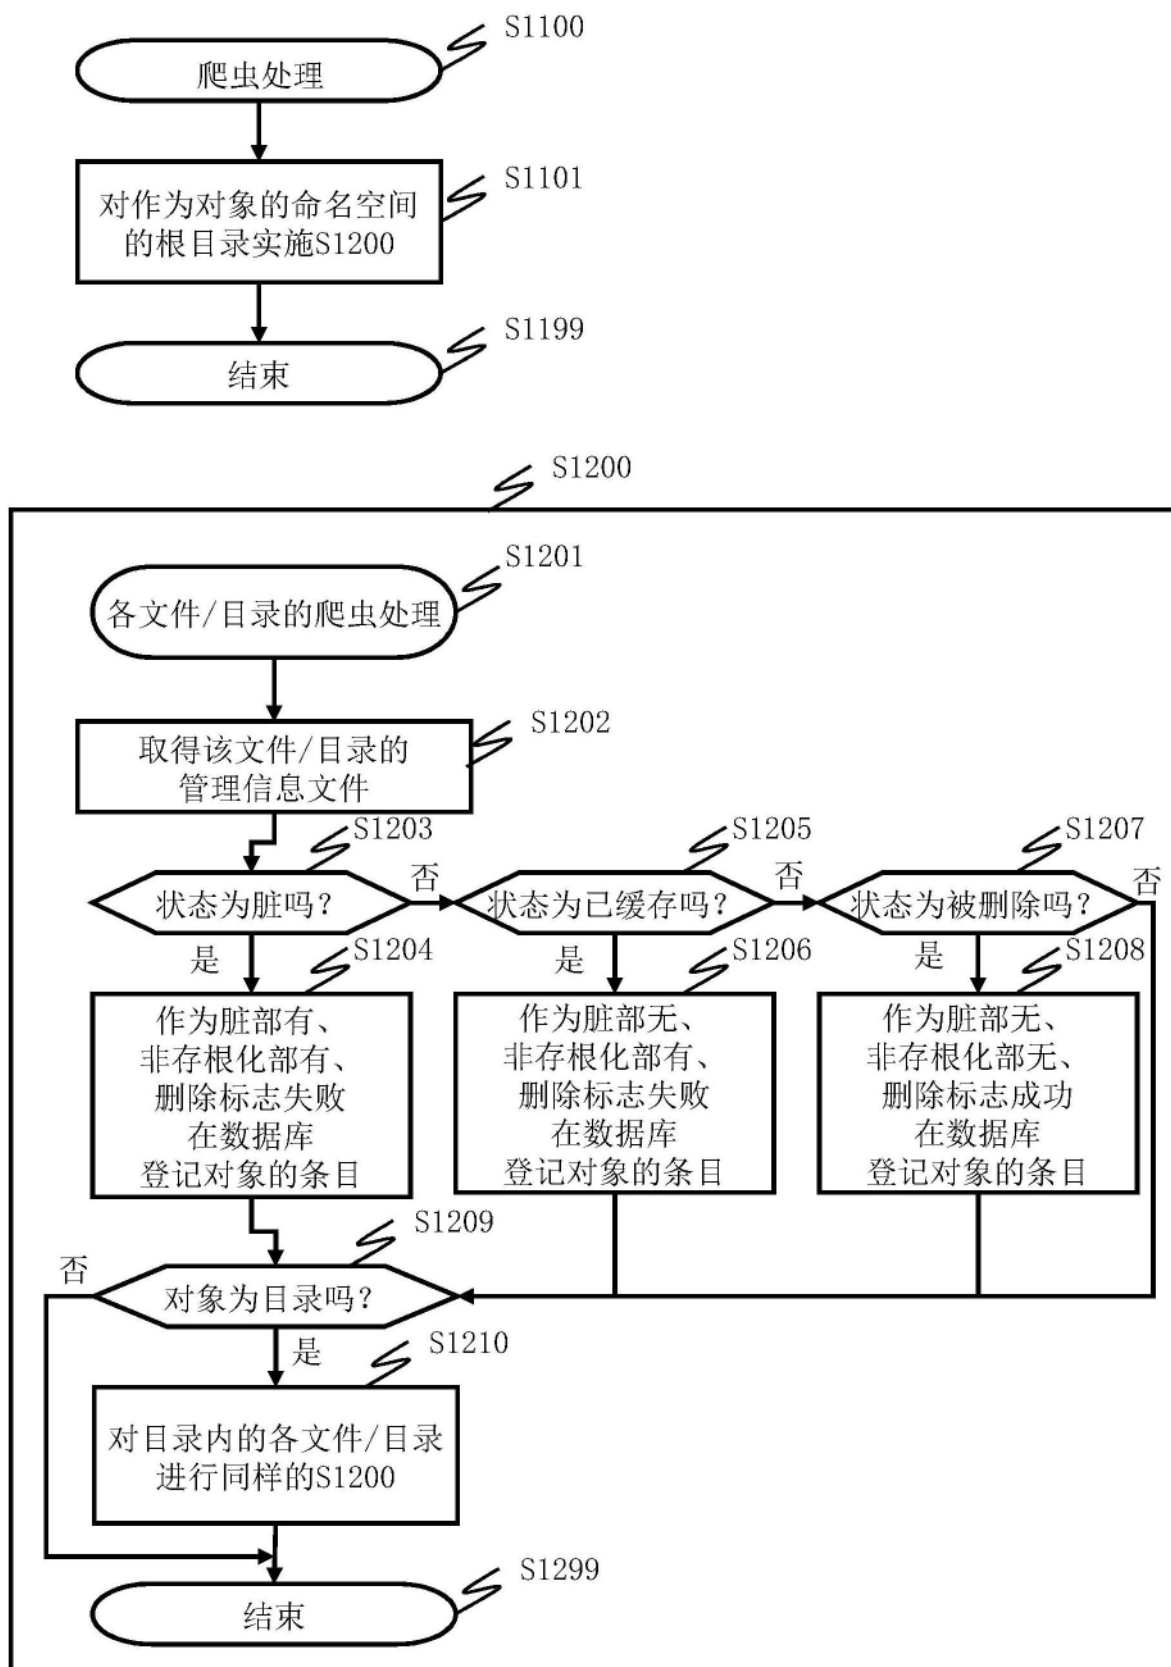 S1100
爬虫处理
S1101
对作为对象的命名空间
的根目录实施S1200
S1199
结束
S1200
S1201
各文件/目录的爬虫处理
S1202
取得该文件/目录的
管理信息文件
S1203
S1205
S1207
状态为脏吗?
否
状态为已缓存吗?
否
状态为被删除吗?
否
是
S1204
是
S1206
是
S1208
作为脏部有、
非存根化部有、
删除标志失败
在数据库
登记对象的条目
作为脏部无、
非存根化部有、
删除标志失败
在数据库
登记对象的条目
作为脏部无、
非存根化部无、
删除标志成功
在数据库
登记对象的条目
S1209
否
对象为目录吗?
是
S1210
对目录内的各文件/目录
进行同样的S1200
S1299
结束